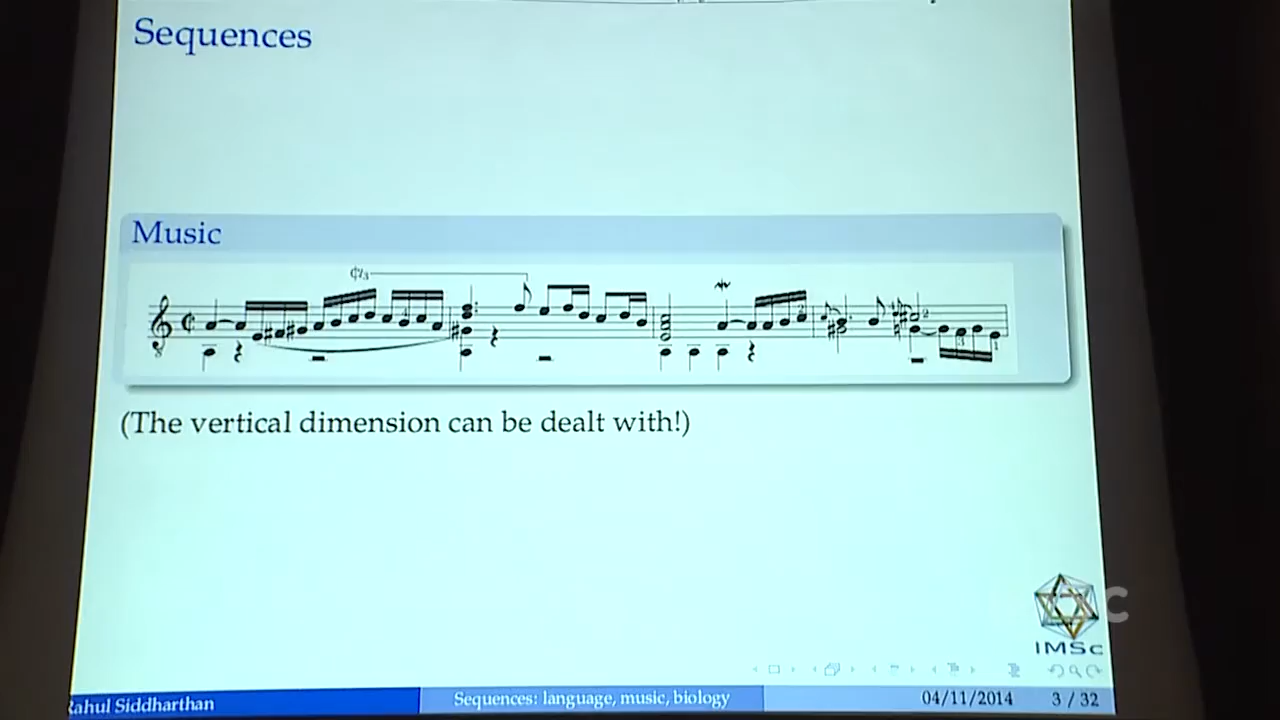 Sequences
Music
(The vertical dimension can be dealt with!)
IMSc
Rahul Siddharthan
Sequences: language, music, biology
04/11/2014
3 / 32